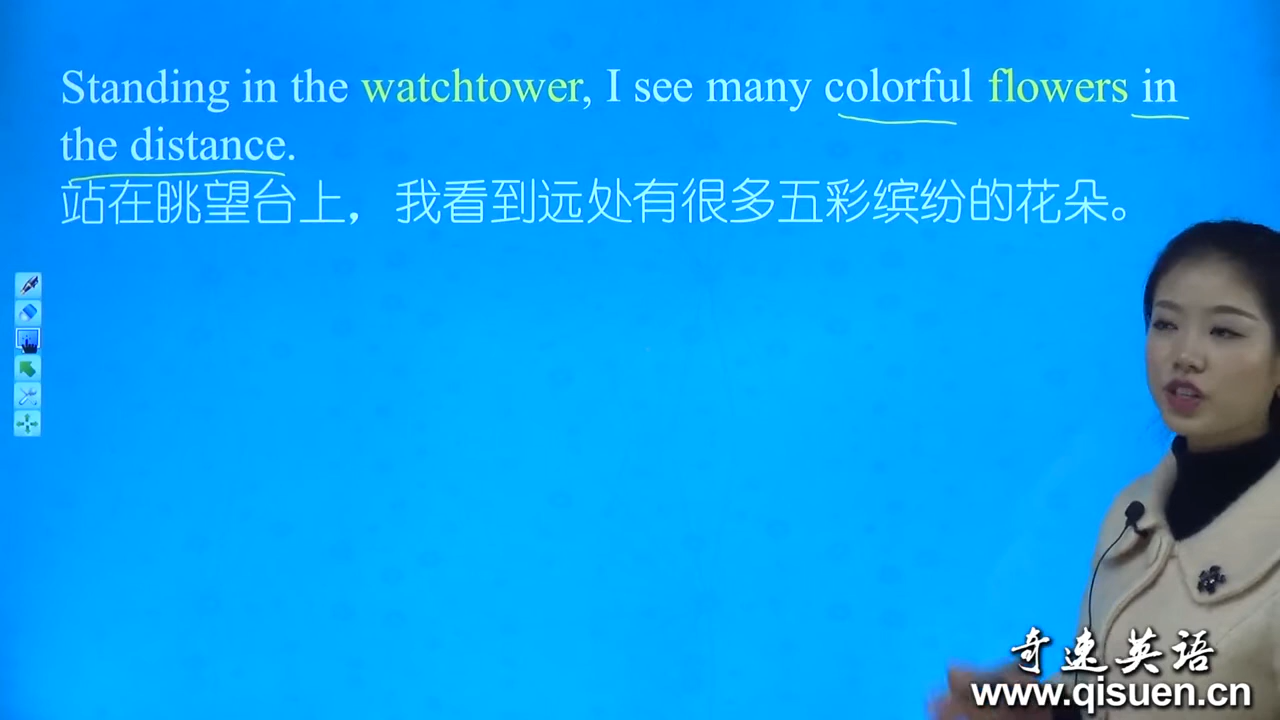 Standing in the watchtower, I see many colorful flowers in
the distance.
站在眺望台上，我看到远处有很多五彩缤纷的花朵。
奇速英语
www.qisuen.cn